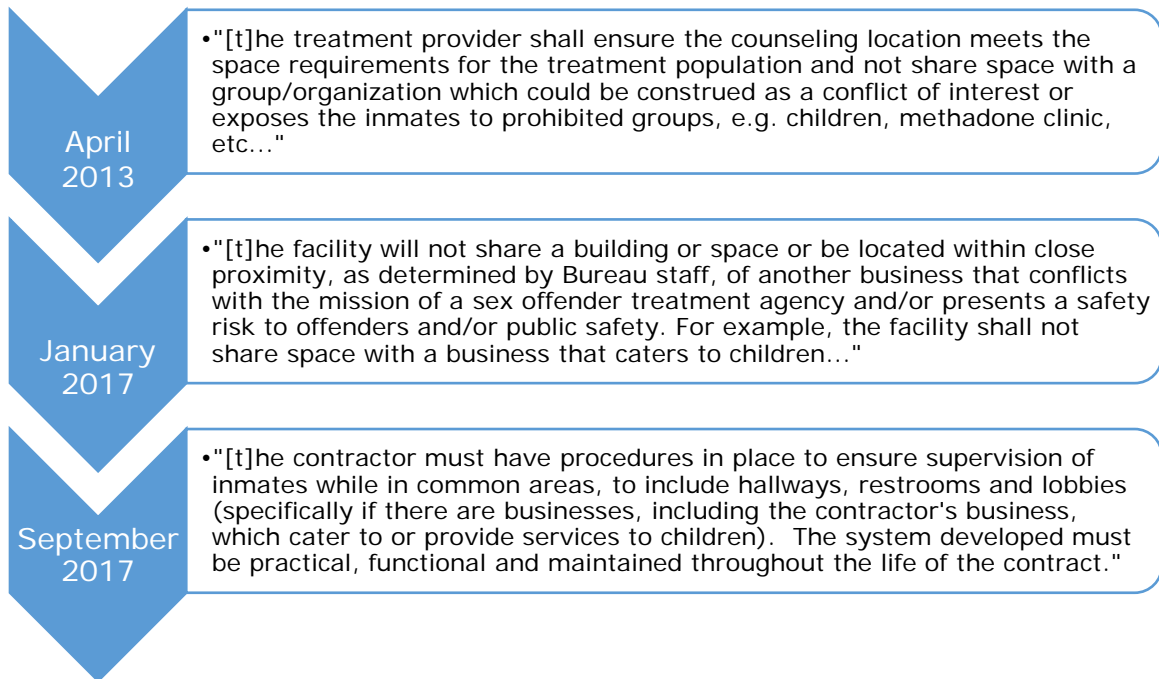 April
2013
•"[t]he treatment provider shall ensure the counseling location meets the
space requirements for the treatment population and not share space with a
group/organization which could be construed as a conflict of interest or
exposes the inmates to prohibited groups, e.g. children, methadone clinic,
etc..."
January
2017
•"[t]he facility will not share a building or space or be located within close
proximity, as determined by Bureau staff, of another business that conflicts
with the mission of a sex offender treatment agency and/or presents a safety
risk to offenders and/or public safety. For example, the facility shall not
share space with a business that caters to children..."
September
2017
•"[t]he contractor must have procedures in place to ensure supervision of
inmates while in common areas, to include hallways, restrooms and lobbies
(specifically if there are businesses, including the contractor's business,
which cater to or provide services to children).  The system developed must
be practical, functional and maintained throughout the life of the contract."